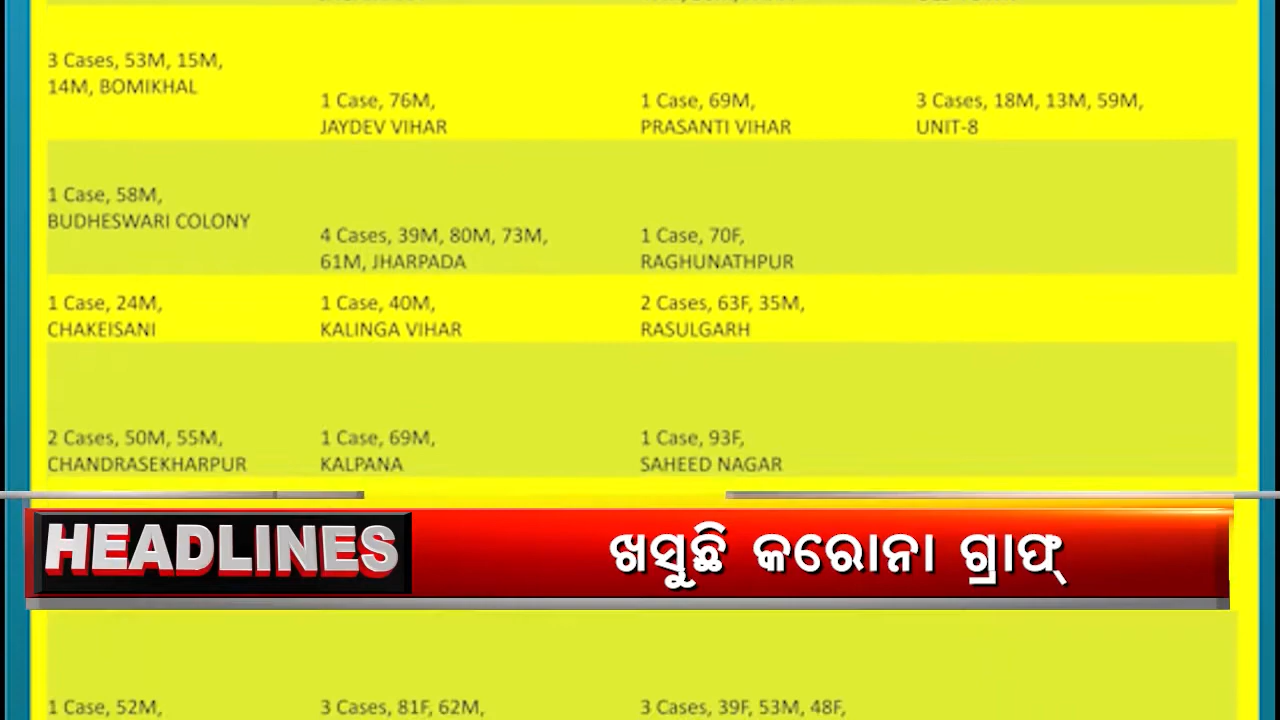 3 Cases, 53M, 15M,
14M, BOMIKHAL
1 Case, 76M,
JAYDEV VIHAR
1 Case, 69M,
PRASANTI VIHAR
3 Cases, 18M, 13M, 59M,
UNIT-8
1 Case, 58M,
BUDHESWARI COLONY
4 Cases, 39M, 80M, 73M,
61M, JHARPADA
1 Case, 70F,
RAGHUNATHPUR
1 Case, 24M,
CHAKEISANI
1 Case, 40M,
KALINGA VIHAR
2 Cases, 63F, 35M,
RASULGARH
2 Cases, 50M, 55M,
CHANDRASEKHARPUR
1 Case, 69M,
KALPANA
1 Case, 93F,
SAHEED NAGAR
HEADLINES
ଖସୁଛି କରୋନା ଗ୍ରାଫ୍
1 Case, 52M,
3 Cases, 81F, 62M,
3 Cases, 39F, 53M, 48F,